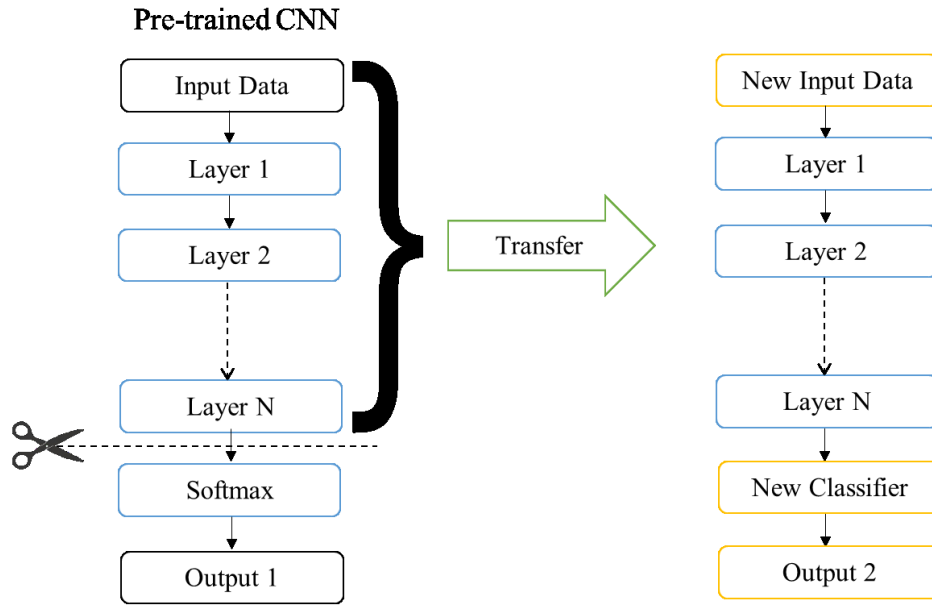 Pre-trained CNN
Input Data
Layer 1
Layer 2
Layer N
Softmax
Output 1
Transfer
New Input Data
Layer 1
Layer 2
Layer N
New Classifier
Output 2